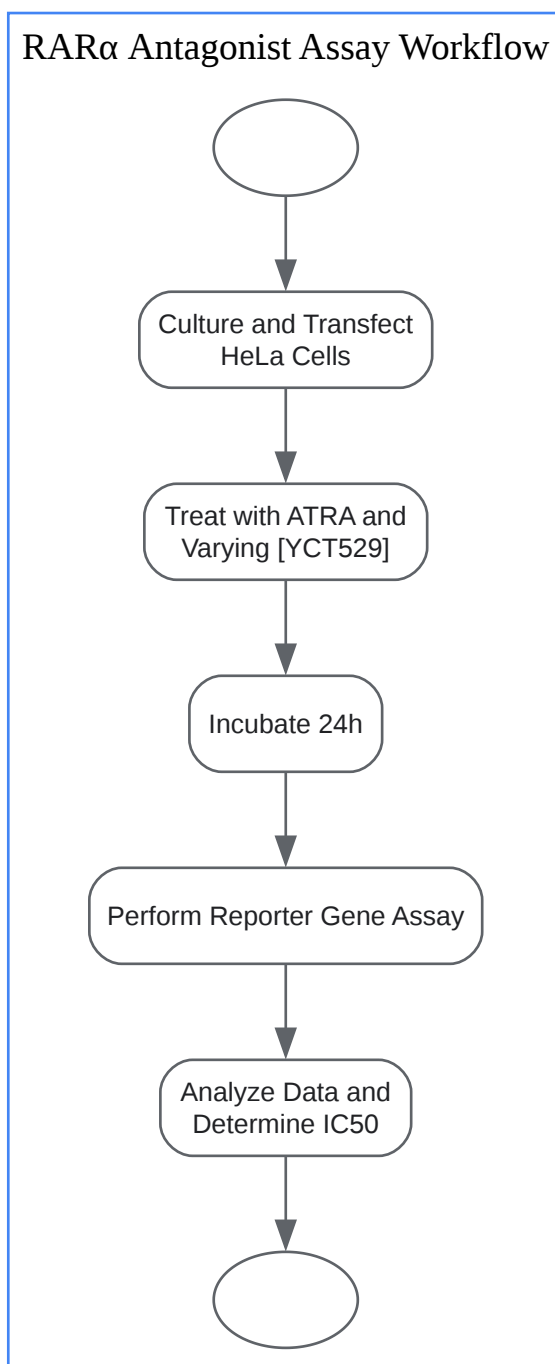 RARα Antagonist Assay Workflow
Culture and Transfect
HeLa Cells
Treat with ATRA and
Varying [YCT529]
Incubate 24h
Perform Reporter Gene Assay
Analyze Data and
Determine IC50